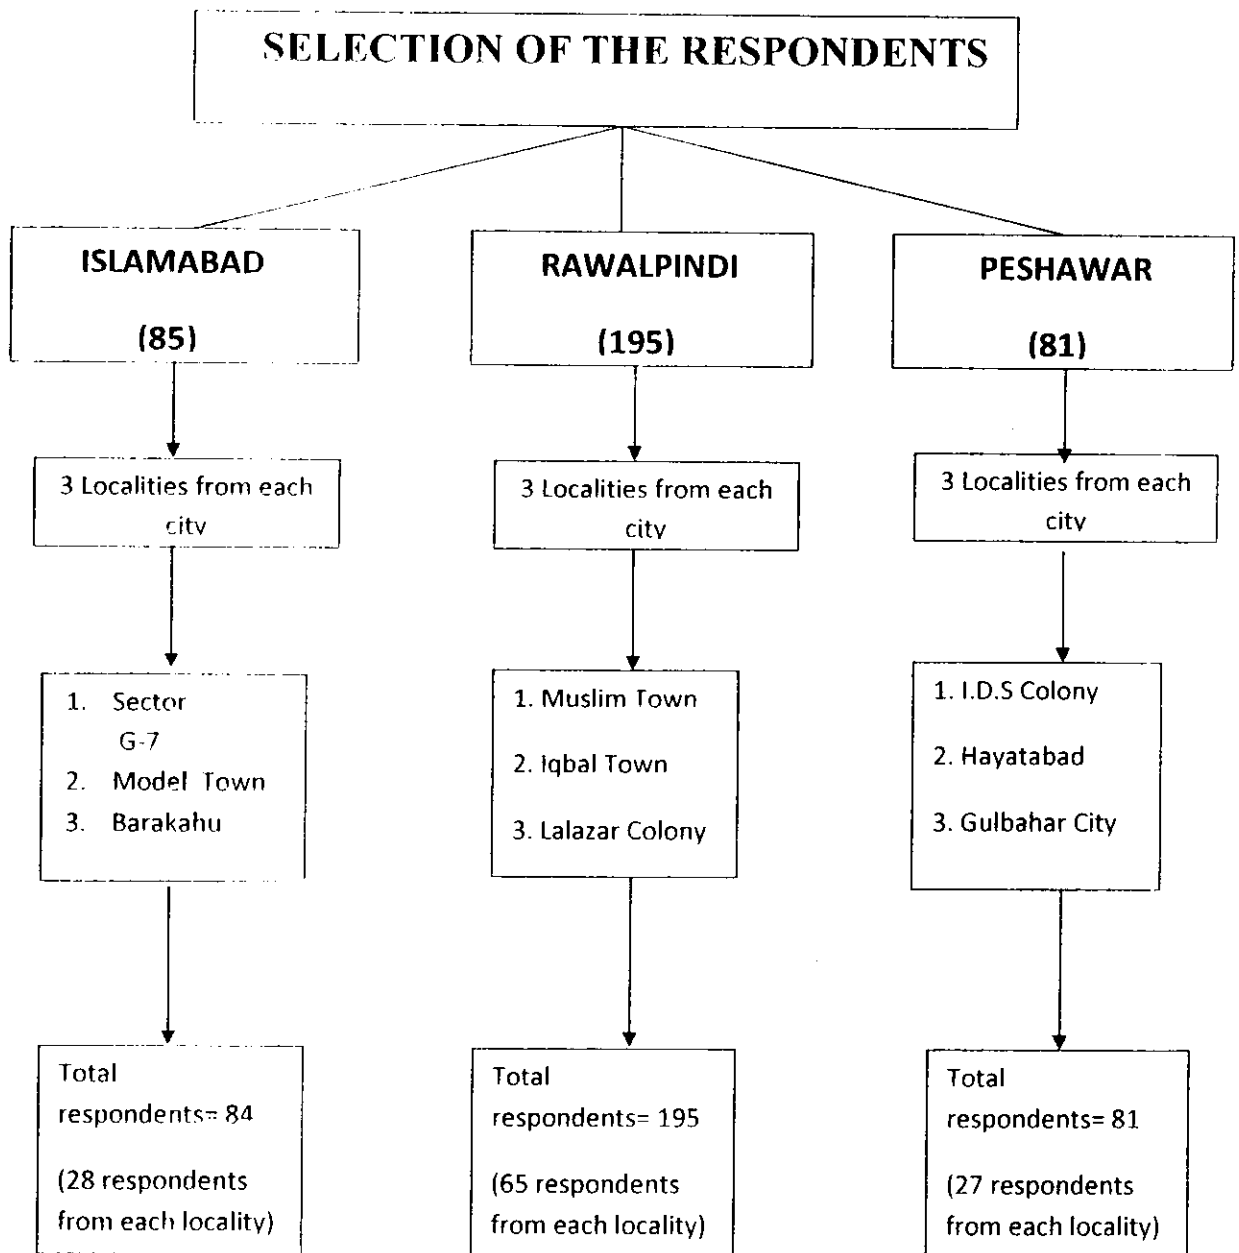 SELECTION OF THE RESPONDENTS
ISLAMABAD
(85)
RAWALPINDI
(195)
PESHAWAR
(81)
3 Localities from each
city
3 Localities from each
city
3 Localities from each
city
1. Sector
G-7
2. Model Town
3. Barakahu
1. Muslim Town
2. Iqbal Town
3. Lalazar Colony
1. I.D.S Colony
2. Hayatabad
3. Gulbahar City
Total
respondents= 84
(28 respondents
from each locality)
Total
respondents= 195
(65 respondents
from each locality)
Total
respondents= 81
(27 respondents
from each locality)